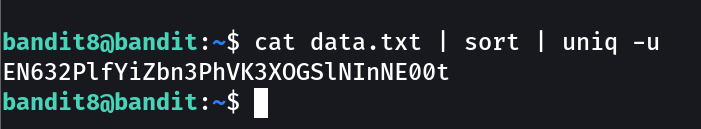 bandit8@bandit:~$ cat data.txt | sort | uniq -u
EN632PlfYiZbn3PhVK3XOGSlNInNE00t
bandit8@bandit:~$